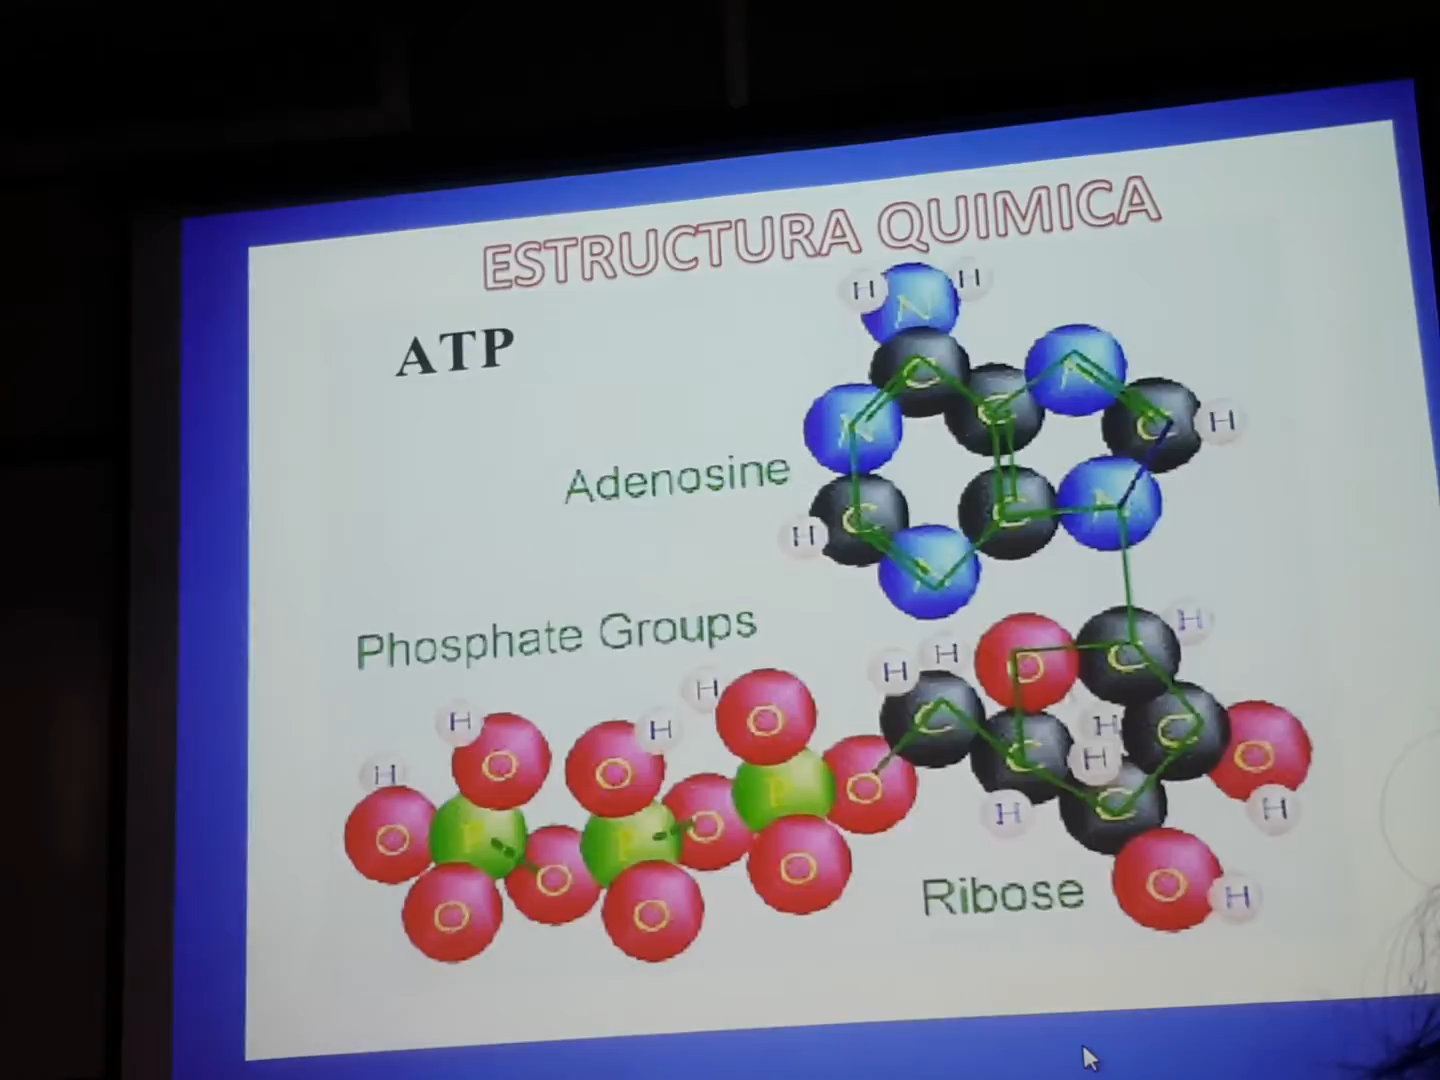 ESTRUCTURA QUIMICA
ATP
H N H
C N
N C C H
Adenosine
C C N
H N
Phosphate Groups
H H O C H
H O C C H
H O O P O C H O
H H
O P O P O C
O O O
Ribose O H